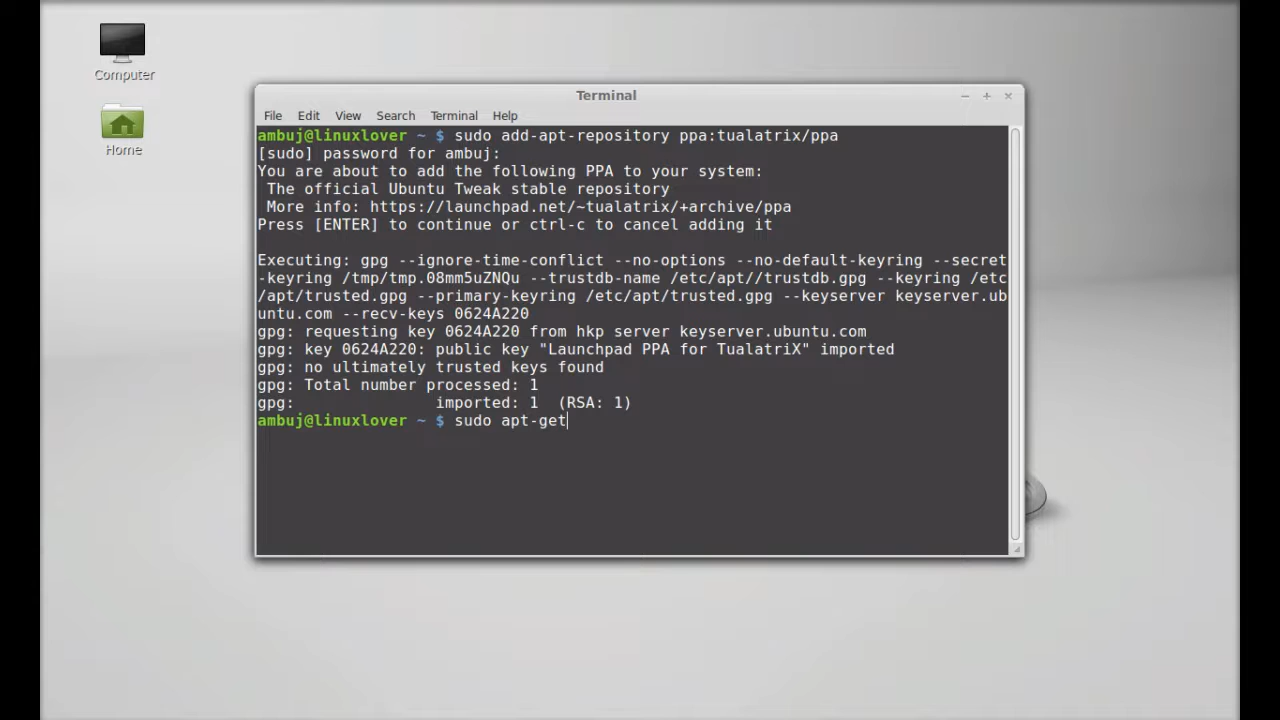 Computer
Home
Terminal
File Edit View Search Terminal Help
ambuj@linuxlover ~ $ sudo add-apt-repository ppa:tualatrix/ppa
[sudo] password for ambuj:
You are about to add the following PPA to your system:
 The official Ubuntu Tweak stable repository
 More info: https://launchpad.net/~tualatrix/+archive/ppa
Press [ENTER] to continue or ctrl-c to cancel adding it
Executing: gpg --ignore-time-conflict --no-options --no-default-keyring --secret
-keyring /tmp/tmp.08mm5uZNQu --trustdb-name /etc/apt//trustdb.gpg --keyring /etc
/apt/trusted.gpg --primary-keyring /etc/apt/trusted.gpg --keyserver keyserver.ub
untu.com --recv-keys 0624A220
gpg: requesting key 0624A220 from hkp server keyserver.ubuntu.com
gpg: key 0624A220: public key "Launchpad PPA for TualatriX" imported
gpg: no ultimately trusted keys found
gpg: Total number processed: 1
gpg:               imported: 1  (RSA: 1)
ambuj@linuxlover ~ $ sudo apt-get